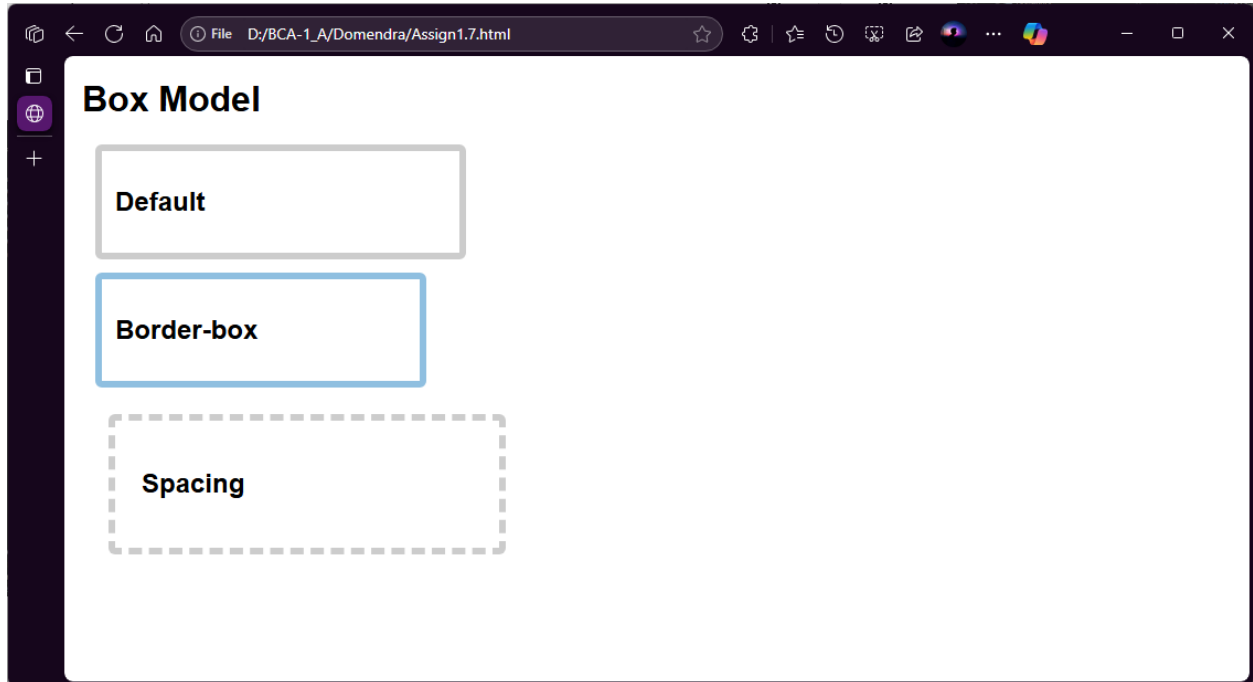 File D:/BCA-1_A/Domendra/Assign1.7.html
Box Model
Default
Border-box
Spacing